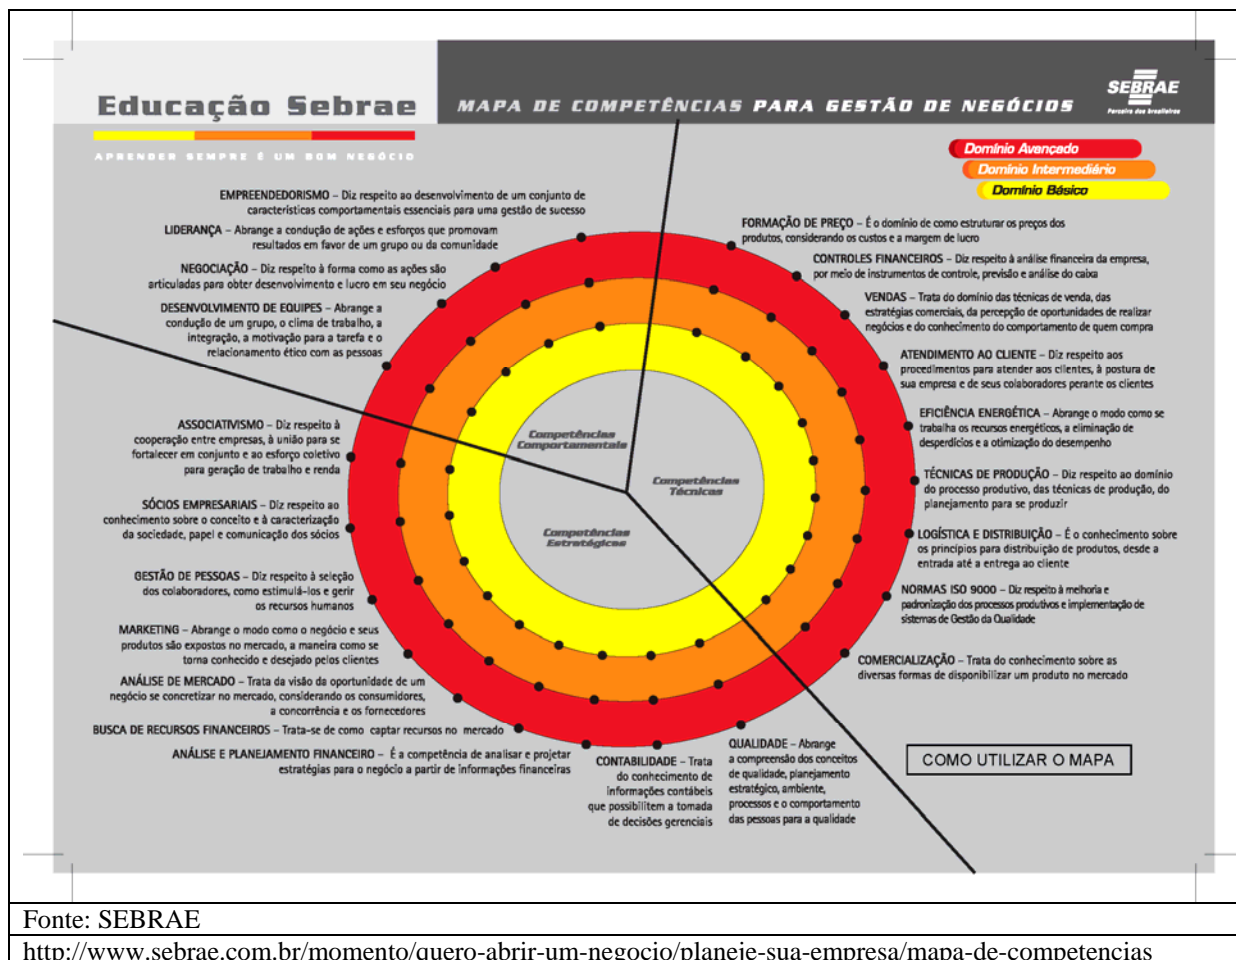 Educação Sebrae
APRENDER SEMPRE É UM BOM NEGÓCIO
MAPA DE COMPETÊNCIAS PARA GESTÃO DE NEGÓCIOS
SEBRAE
Parceiro dos brasileiros
Domínio Avançado
Domínio Intermediário
Domínio Básico
EMPREENDEDORISMO – Diz respeito ao desenvolvimento de um conjunto de
características comportamentais essenciais para uma gestão de sucesso
LIDERANÇA – Abrange a condução de ações e esforços que promovam
resultados em favor de um grupo ou da comunidade
NEGOCIAÇÃO – Diz respeito à forma como as ações são
articuladas para obter desenvolvimento e lucro em seu negócio
DESENVOLVIMENTO DE EQUIPES – Abrange a
condução de um grupo, o clima de trabalho, a
integração, a motivação para a tarefa e o
relacionamento ético com as pessoas
ASSOCIATIVISMO – Diz respeito à
cooperação entre empresas, à união para se
fortalecer em conjunto e ao esforço coletivo
para geração de trabalho e renda
SÓCIOS EMPRESARIAIS – Diz respeito ao
conhecimento sobre o conceito e à caracterização
da sociedade, papel e comunicação dos sócios
GESTÃO DE PESSOAS – Diz respeito à seleção
dos colaboradores, como estimulá-los e gerir
os recursos humanos
MARKETING – Abrange o modo como o negócio e seus
produtos são expostos no mercado, a maneira como se
torna conhecido e desejado pelos clientes
ANÁLISE DE MERCADO – Trata da visão da oportunidade de um
negócio se concretizar no mercado, considerando os consumidores,
a concorrência e os fornecedores
BUSCA DE RECURSOS FINANCEIROS – Trata-se de como captar recursos no mercado
ANÁLISE E PLANEJAMENTO FINANCEIRO – É a competência de analisar e projetar
estratégias para o negócio a partir de informações financeiras
Competências
Comportamentais
Competências
Técnicas
Competências
Estratégicas
FORMAÇÃO DE PREÇO – É o domínio de como estruturar os preços dos
produtos, considerando os custos e a margem de lucro
CONTROLES FINANCEIROS – Diz respeito à análise financeira da empresa,
por meio de instrumentos de controle, previsão e análise do caixa
VENDAS – Trata do domínio das técnicas de venda, das
estratégias comerciais, da percepção de oportunidades de realizar
negócios e do conhecimento do comportamento de quem compra
ATENDIMENTO AO CLIENTE – Diz respeito aos
procedimentos para atender aos clientes, à postura de
sua empresa e de seus colaboradores perante os clientes
EFICIÊNCIA ENERGÉTICA – Abrange o modo como se
trabalha os recursos energéticos, a eliminação de
desperdícios e a otimização do desempenho
TÉCNICAS DE PRODUÇÃO – Diz respeito ao domínio
do processo produtivo, das técnicas de produção, do
planejamento para se produzir
LOGÍSTICA E DISTRIBUIÇÃO – É o conhecimento sobre
os princípios para distribuição de produtos, desde a
entrada até a entrega ao cliente
NORMAS ISO 9000 – Diz respeito à melhoria e
padronização dos processos produtivos e implementação de
sistemas de Gestão da Qualidade
COMERCIALIZAÇÃO – Trata do conhecimento sobre as
diversas formas de disponibilizar um produto no mercado
CONTABILIDADE – Trata
do conhecimento de
informações contábeis
que possibilitem a tomada
de decisões gerenciais
QUALIDADE – Abrange
a compreensão dos conceitos
de qualidade, planejamento
estratégico, ambiente,
processos e o comportamento
das pessoas para a qualidade
COMO UTILIZAR O MAPA
Fonte: SEBRAE
http://www.sebrae.com.br/momento/quero-abrir-um-negocio/planeje-sua-empresa/mapa-de-competencias